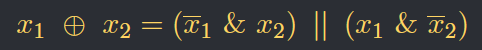 x₁ ⊕ x₂ = (x̅₁ & x₂) || (x₁ & x̅₂)